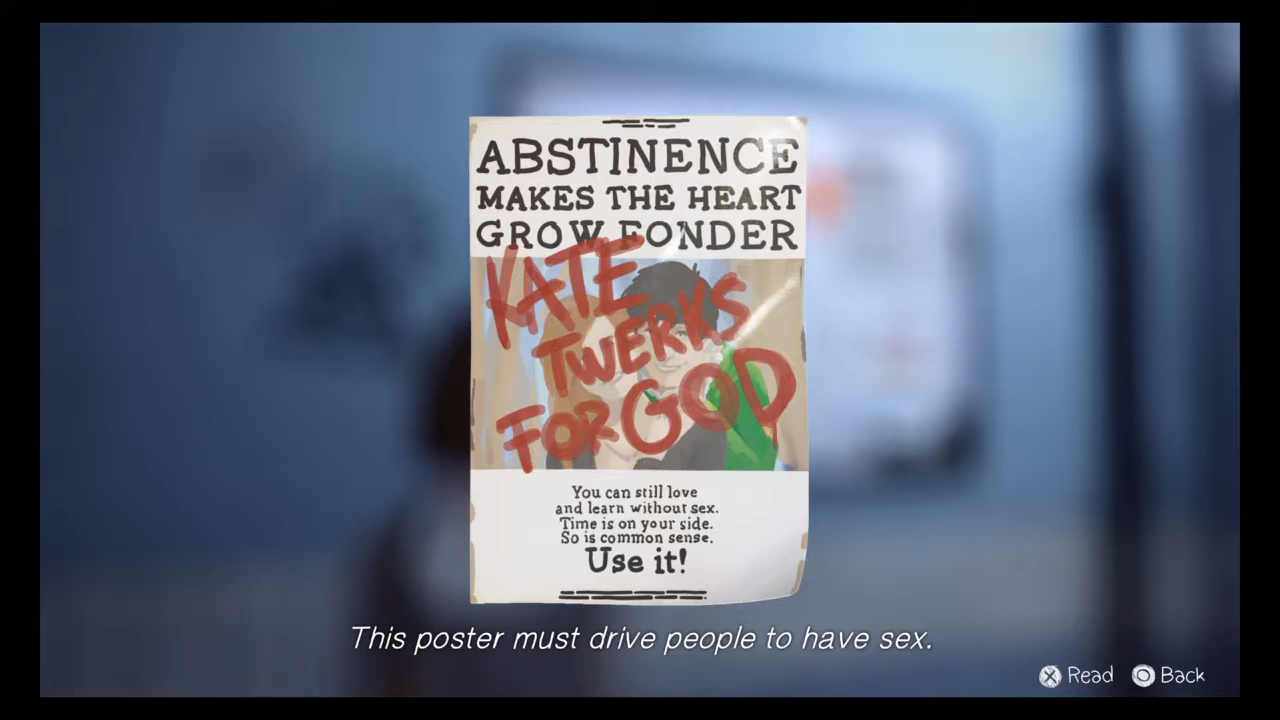 ABSTINENCE
MAKES THE HEART
GROW FONDER
KATE
TWERKS
FOR GOD
You can still love
and learn without sex.
Time is on your side.
So is common sense.
Use it!
This poster must drive people to have sex.
Read Back